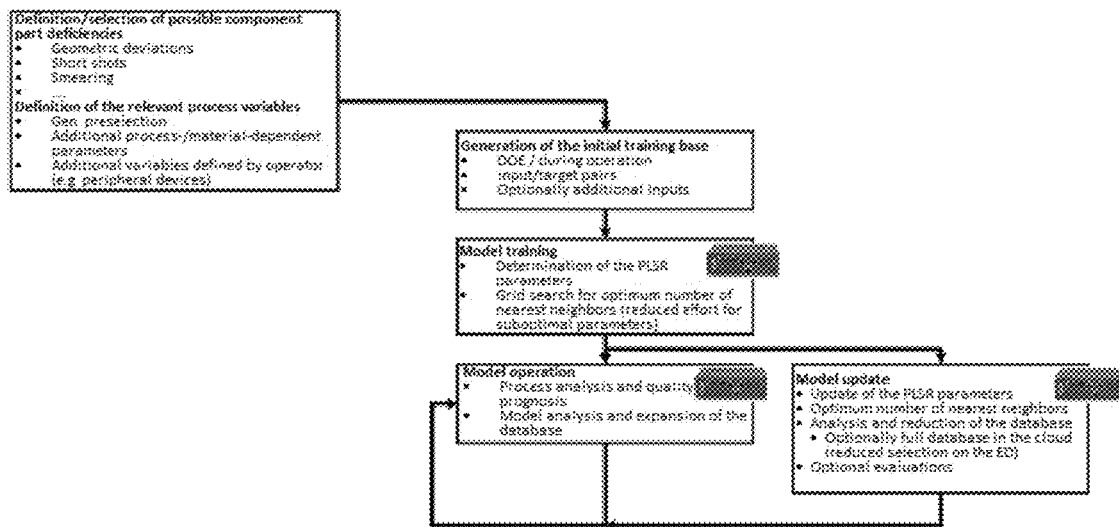 Definition/selection of possible component
part deficiencies
Geometric deviations
Short shots
Smearing
...
Definition of the relevant process variables
Gen. preselection
Additional process-/material-dependent
parameters
Additional variables defined by operator
(e.g. peripheral devices)
Generation of the initial training base
DOE / during operation
Input/target pairs
Optionally additional inputs
Model training
Determination of the PLSR
parameters
Grid search for optimum number of
nearest neighbors (reduced effort for
suboptimal parameters)
Model operation
Process analysis and quality
prognosis
Model analysis and expansion of the
database
Model update
Update of the PLSR parameters
Optimum number of nearest neighbors
Analysis and reduction of the database
Optionally full database in the cloud
(reduced selection on the ED)
Optional evaluations